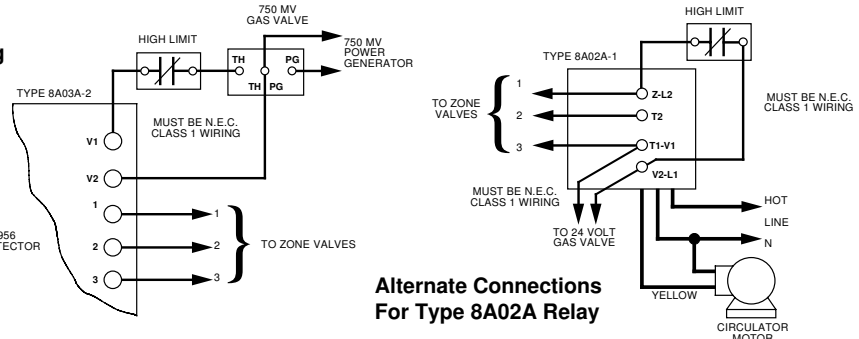 750 MV
GAS VALVE
HIGH LIMIT
750 MV
POWER
GENERATOR
TH
PG
TH PG
TYPE 8A03A-2
MUST BE N.E.C.
CLASS 1 WIRING
V1
V2
1
2
3
1
2
3
TO ZONE VALVES
HIGH LIMIT
TYPE 8A02A-1
1
2
3
TO ZONE
VALVES
Z-L2
T2
T1-V1
V2-L1
MUST BE N.E.C.
CLASS 1 WIRING
MUST BE N.E.C.
CLASS 1 WIRING
TO 24 VOLT
GAS VALVE
HOT
LINE
N
YELLOW
CIRCULATOR
MOTOR
Alternate Connections
For Type 8A02A Relay